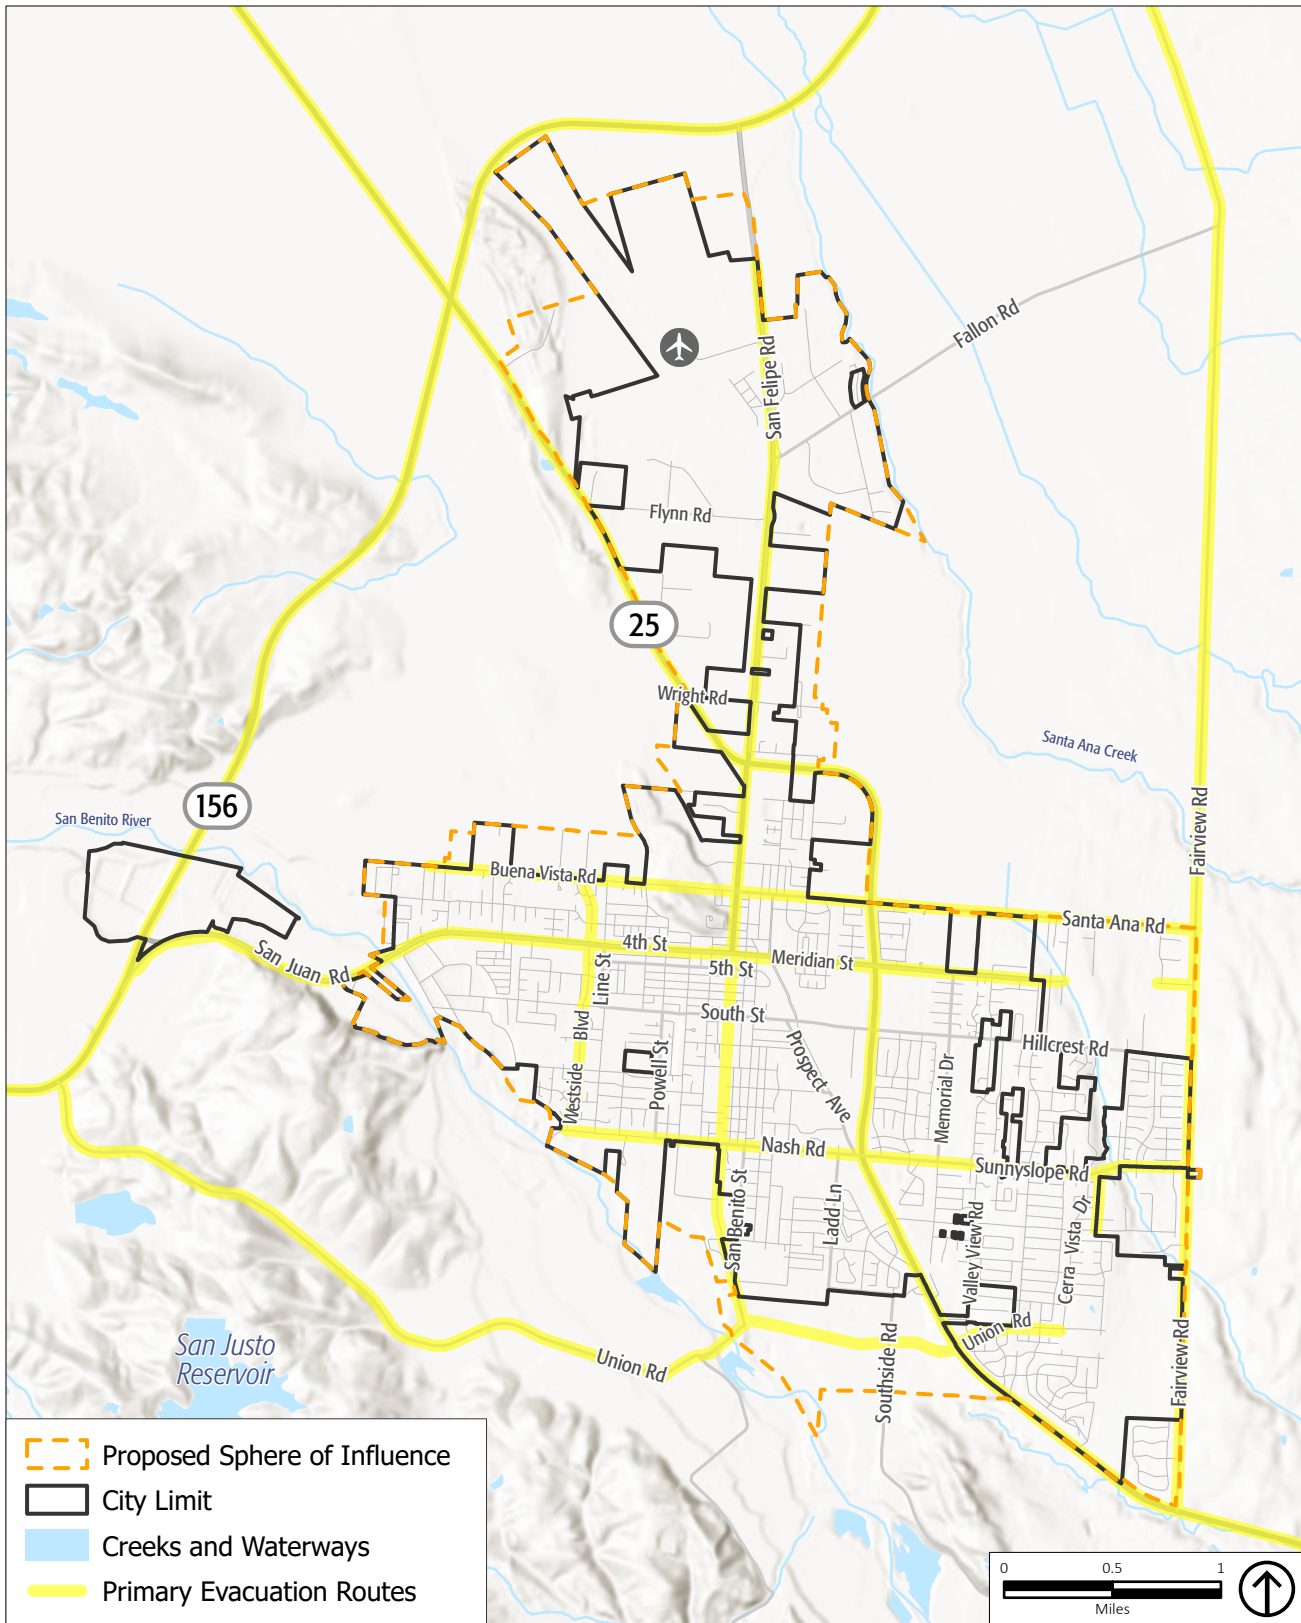 Fallon Rd
San Felipe Rd
Flynn Rd
25
Wright Rd
Santa Ana Creek
156
San Benito River
Fairview Rd
Buena Vista Rd
Santa Ana Rd
4th St
Meridian St
5th St
San Juan Rd
Line St
South St
Hillcrest Rd
Westside Blvd
Powell St
Prospect Ave
Memorial Dr
Nash Rd
Sunnyslope Rd
San Benito St
Ladd Ln
Valley View Rd
Cerra Vista Dr
Union Rd
Southside Rd
Fairview Rd
Union Rd
San Justo
Reservoir
Proposed Sphere of Influence
City Limit
Creeks and Waterways
Primary Evacuation Routes
0 0.5 1
Miles